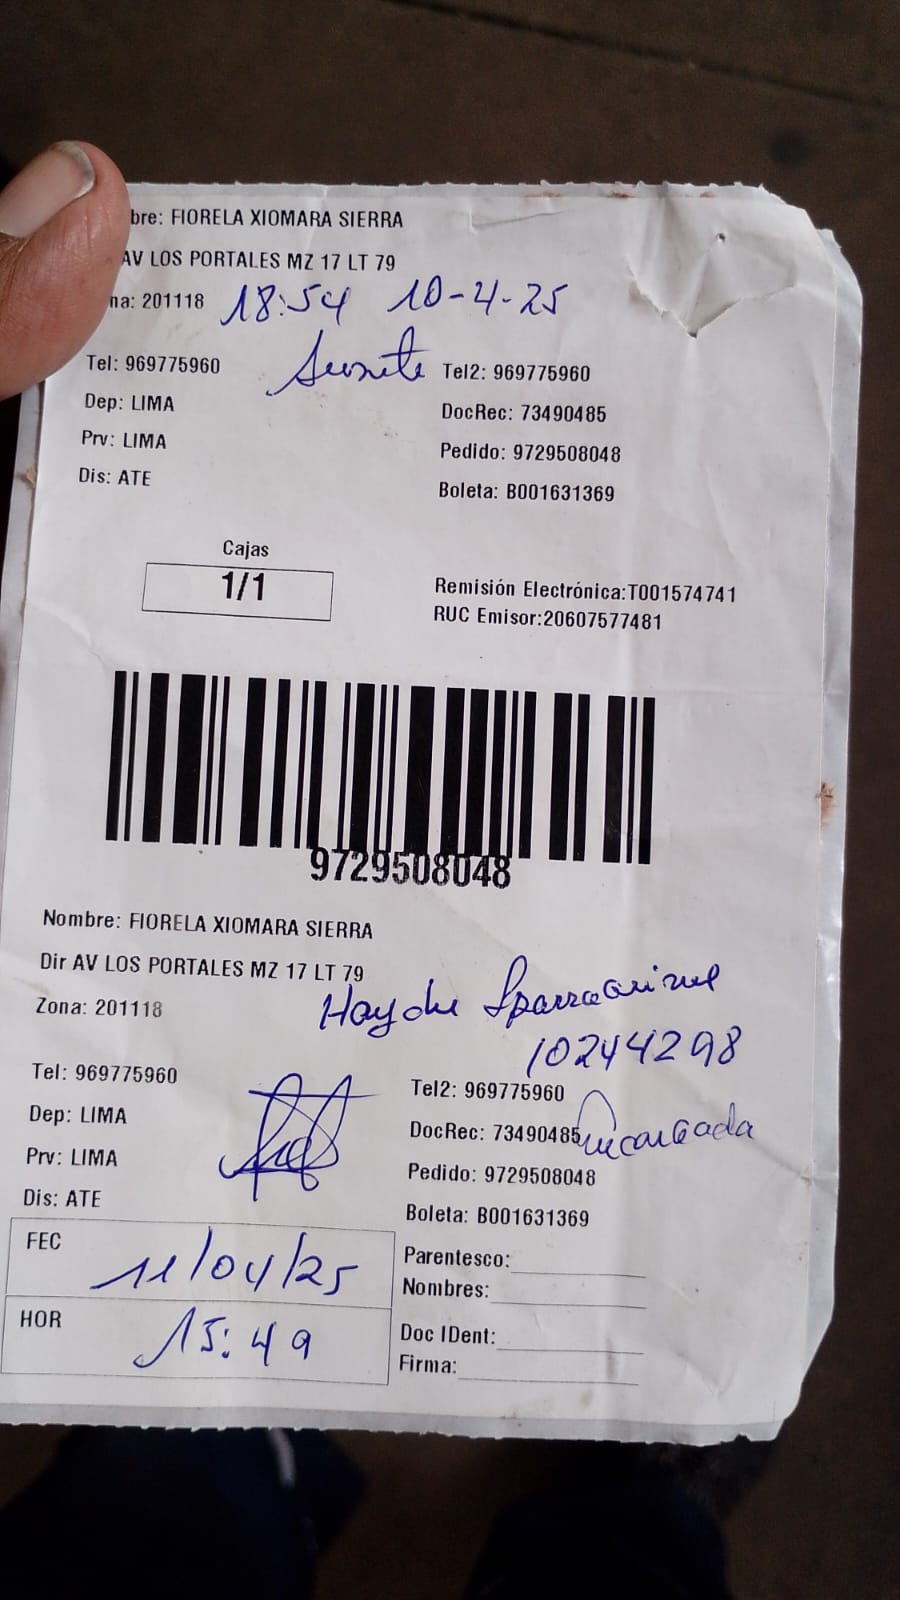 bre: FIORELA XIOMARA SIERRA
AV LOS PORTALES MZ 17 LT 79
na: 201118 18:54 10-4-25
Tel: 969775960 Tel2: 969775960
Dep: LIMA DocRec: 73490485
Prv: LIMA Pedido: 9729508048
Dis: ATE Boleta: B001631369
Cajas
1/1
Remisión Electrónica:T001574741
RUC Emisor:20607577481
9729508048
Nombre: FIORELA XIOMARA SIERRA
Dir AV LOS PORTALES MZ 17 LT 79
Zona: 201118 Haydee
10244298
Tel: 969775960 Tel2: 969775960
Dep: LIMA DocRec: 73490485 Encargada
Prv: LIMA Pedido: 9729508048
Dis: ATE Boleta: B001631369
FEC 11/04/25 Parentesco:
Nombres:
HOR 15:49 Doc IDent:
Firma: